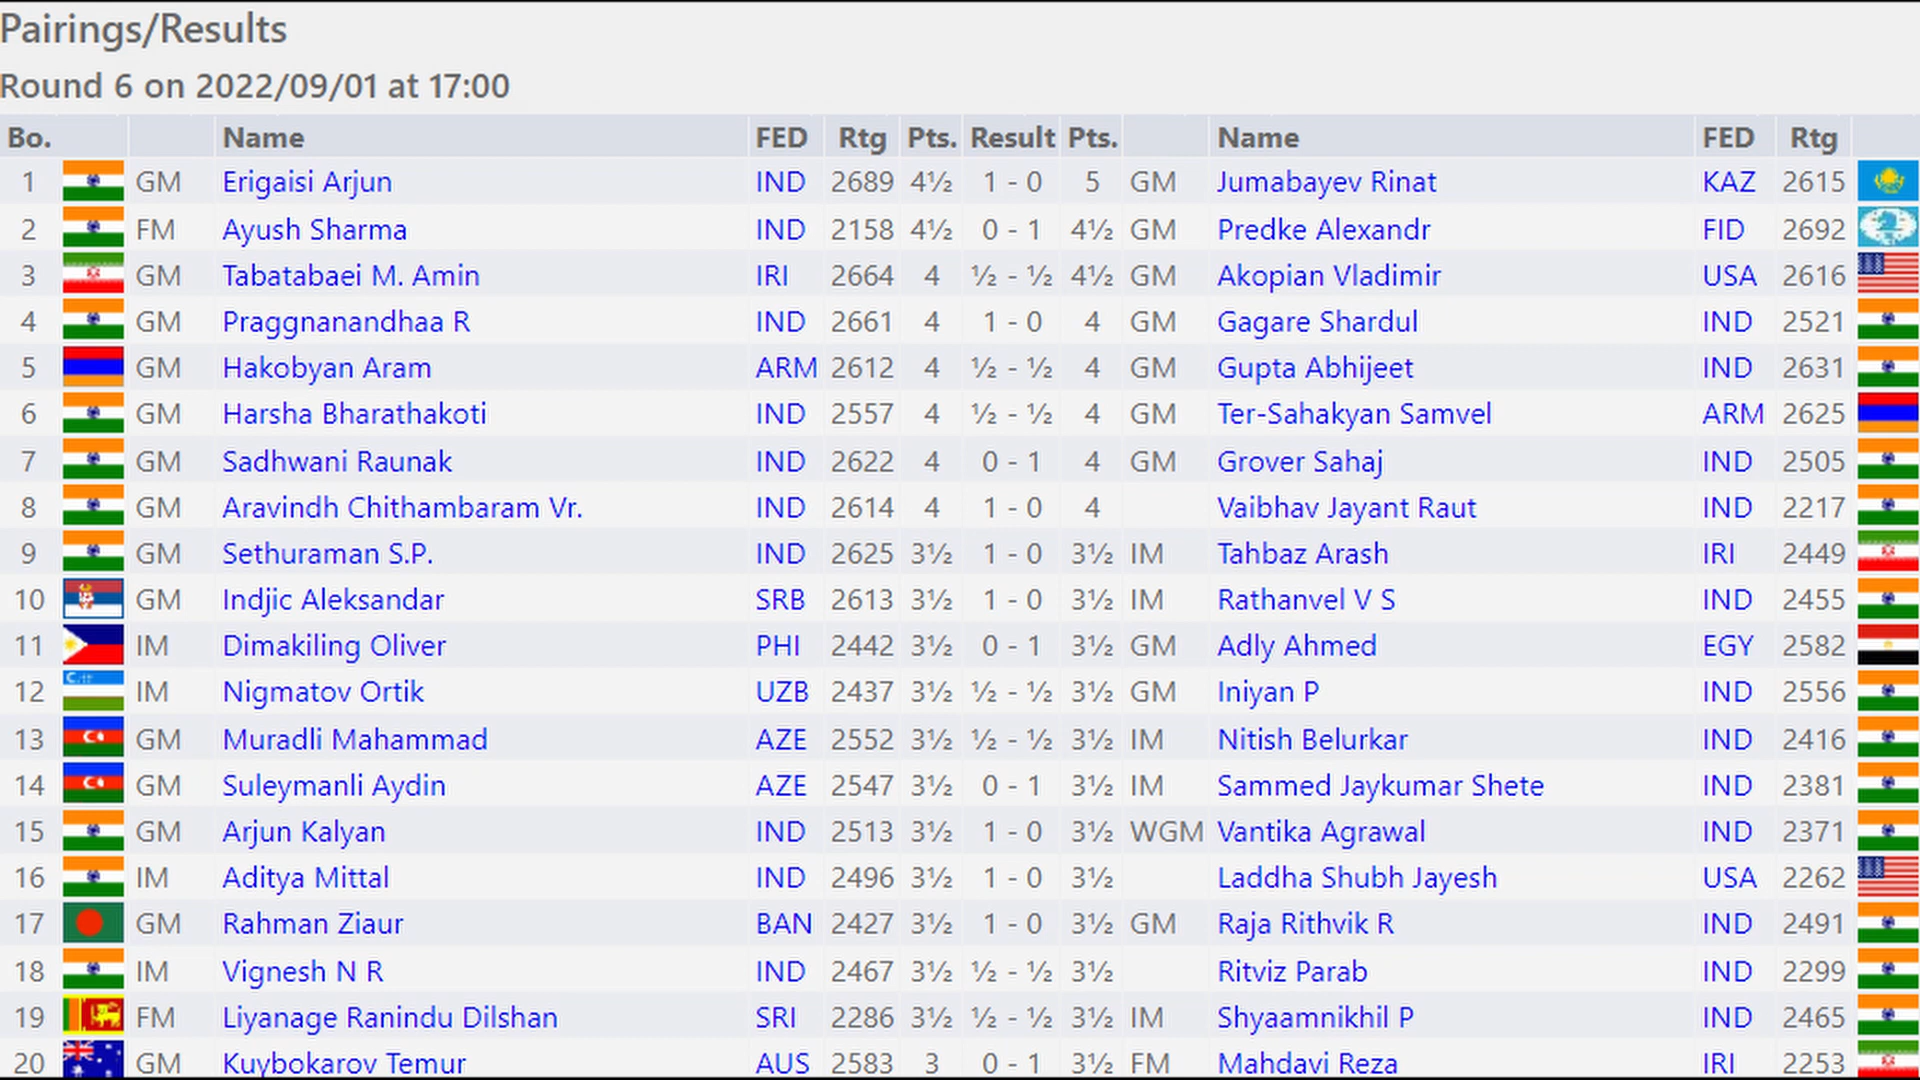 Pairings/Results
Round 6 on 2022/09/01 at 17:00
Bo. Name FED Rtg Pts. Result Pts. Name FED Rtg
1 GM Erigaisi Arjun IND 2689 4½ 1 - 0 5 GM Jumabayev Rinat KAZ 2615
2 FM Ayush Sharma IND 2158 4½ 0 - 1 4½ GM Predke Alexandr FID 2692
3 GM Tabatabaei M. Amin IRI 2664 4 ½ - ½ 4½ GM Akopian Vladimir USA 2616
4 GM Praggnanandhaa R IND 2661 4 1 - 0 4 GM Gagare Shardul IND 2521
5 GM Hakobyan Aram ARM 2612 4 ½ - ½ 4 GM Gupta Abhijeet IND 2631
6 GM Harsha Bharathakoti IND 2557 4 ½ - ½ 4 GM Ter-Sahakyan Samvel ARM 2625
7 GM Sadhwani Raunak IND 2622 4 0 - 1 4 GM Grover Sahaj IND 2505
8 GM Aravindh Chithambaram Vr. IND 2614 4 1 - 0 4 Vaibhav Jayant Raut IND 2217
9 GM Sethuraman S.P. IND 2625 3½ 1 - 0 3½ IM Tahbaz Arash IRI 2449
10 GM Indjic Aleksandar SRB 2613 3½ 1 - 0 3½ IM Rathanvel V S IND 2455
11 IM Dimakiling Oliver PHI 2442 3½ 0 - 1 3½ GM Adly Ahmed EGY 2582
12 IM Nigmatov Ortik UZB 2437 3½ ½ - ½ 3½ GM Iniyan P IND 2556
13 GM Muradli Mahammad AZE 2552 3½ ½ - ½ 3½ IM Nitish Belurkar IND 2416
14 GM Suleymanli Aydin AZE 2547 3½ 0 - 1 3½ IM Sammed Jaykumar Shete IND 2381
15 GM Arjun Kalyan IND 2513 3½ 1 - 0 3½ WGM Vantika Agrawal IND 2371
16 IM Aditya Mittal IND 2496 3½ 1 - 0 3½ Laddha Shubh Jayesh USA 2262
17 GM Rahman Ziaur BAN 2427 3½ 1 - 0 3½ GM Raja Rithvik R IND 2491
18 IM Vignesh N R IND 2467 3½ ½ - ½ 3½ Ritviz Parab IND 2299
19 FM Liyanage Ranindu Dilshan SRI 2286 3½ ½ - ½ 3½ IM Shyaamnikhil P IND 2465
20 GM Kuybokarov Temur AUS 2583 3 0 - 1 3½ FM Mahdavi Reza IRI 2253